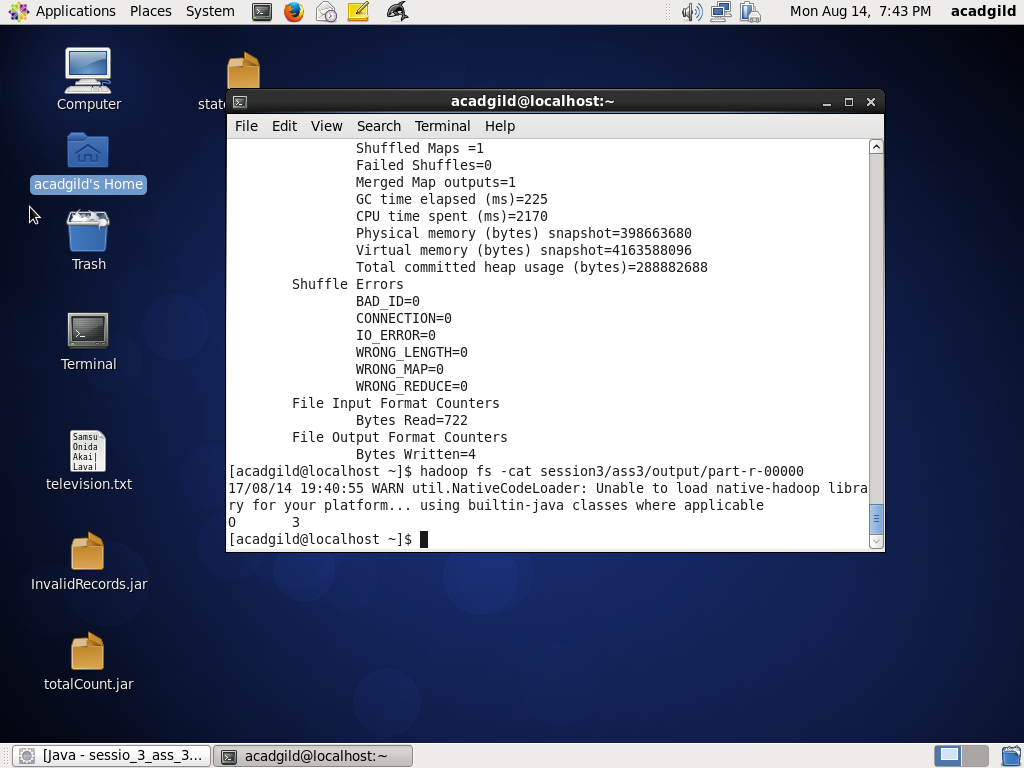 Applications Places System Mon Aug 14, 7:43 PM acadgild
Computer
acadgild's Home
Trash
Terminal
Samsu
Onida
Akai|
Lava|
television.txt
InvalidRecords.jar
totalCount.jar
acadgild@localhost:~
File Edit View Search Terminal Help
Shuffled Maps =1
Failed Shuffles=0
Merged Map outputs=1
GC time elapsed (ms)=225
CPU time spent (ms)=2170
Physical memory (bytes) snapshot=398663680
Virtual memory (bytes) snapshot=4163588096
Total committed heap usage (bytes)=288882688
Shuffle Errors
BAD_ID=0
CONNECTION=0
IO_ERROR=0
WRONG_LENGTH=0
WRONG_MAP=0
WRONG_REDUCE=0
File Input Format Counters
Bytes Read=722
File Output Format Counters
Bytes Written=4
[acadgild@localhost ~]$ hadoop fs -cat session3/ass3/output/part-r-00000
17/08/14 19:40:55 WARN util.NativeCodeLoader: Unable to load native-hadoop libra
ry for your platform... using builtin-java classes where applicable
O 3
[acadgild@localhost ~]$
[Java - sessio_3_ass_3... acadgild@localhost:~